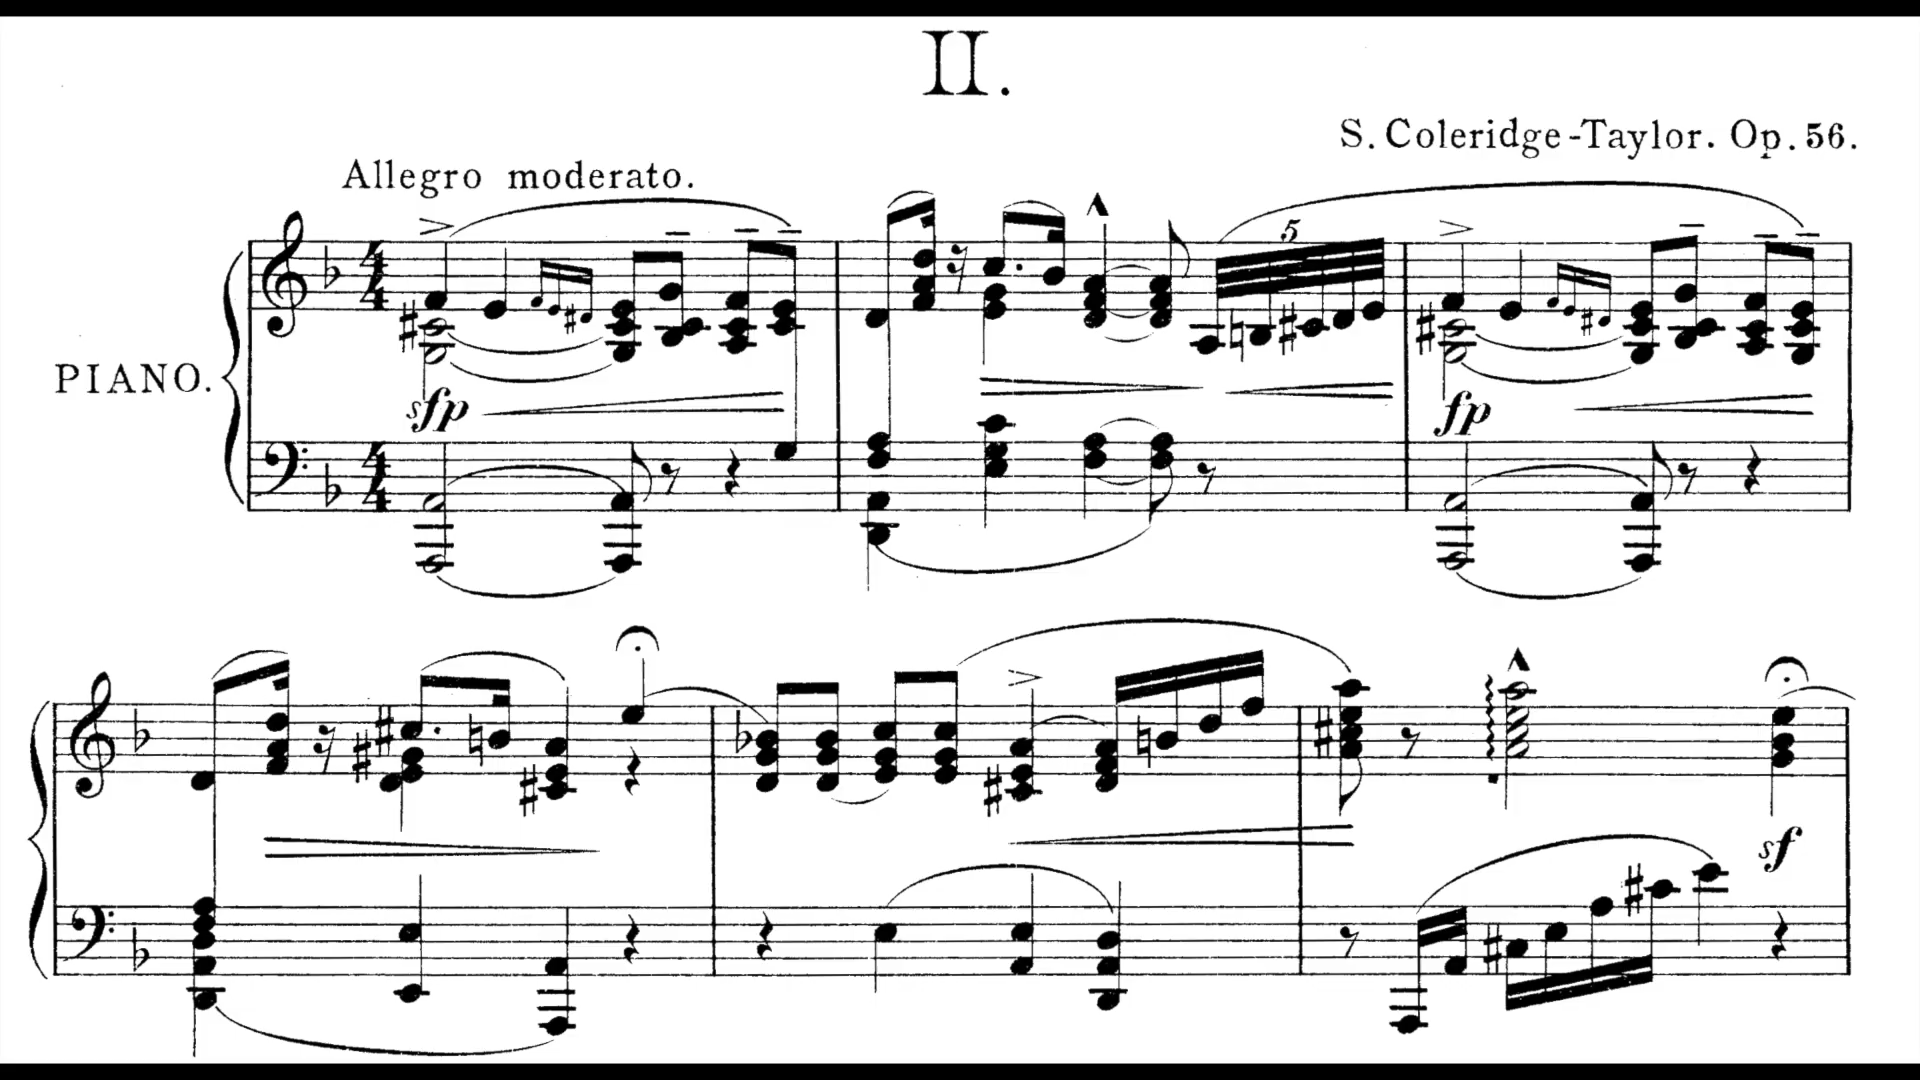 II.
S. Coleridge-Taylor. Op. 56.
Allegro moderato.
5
PIANO.
sfp
fp
sf